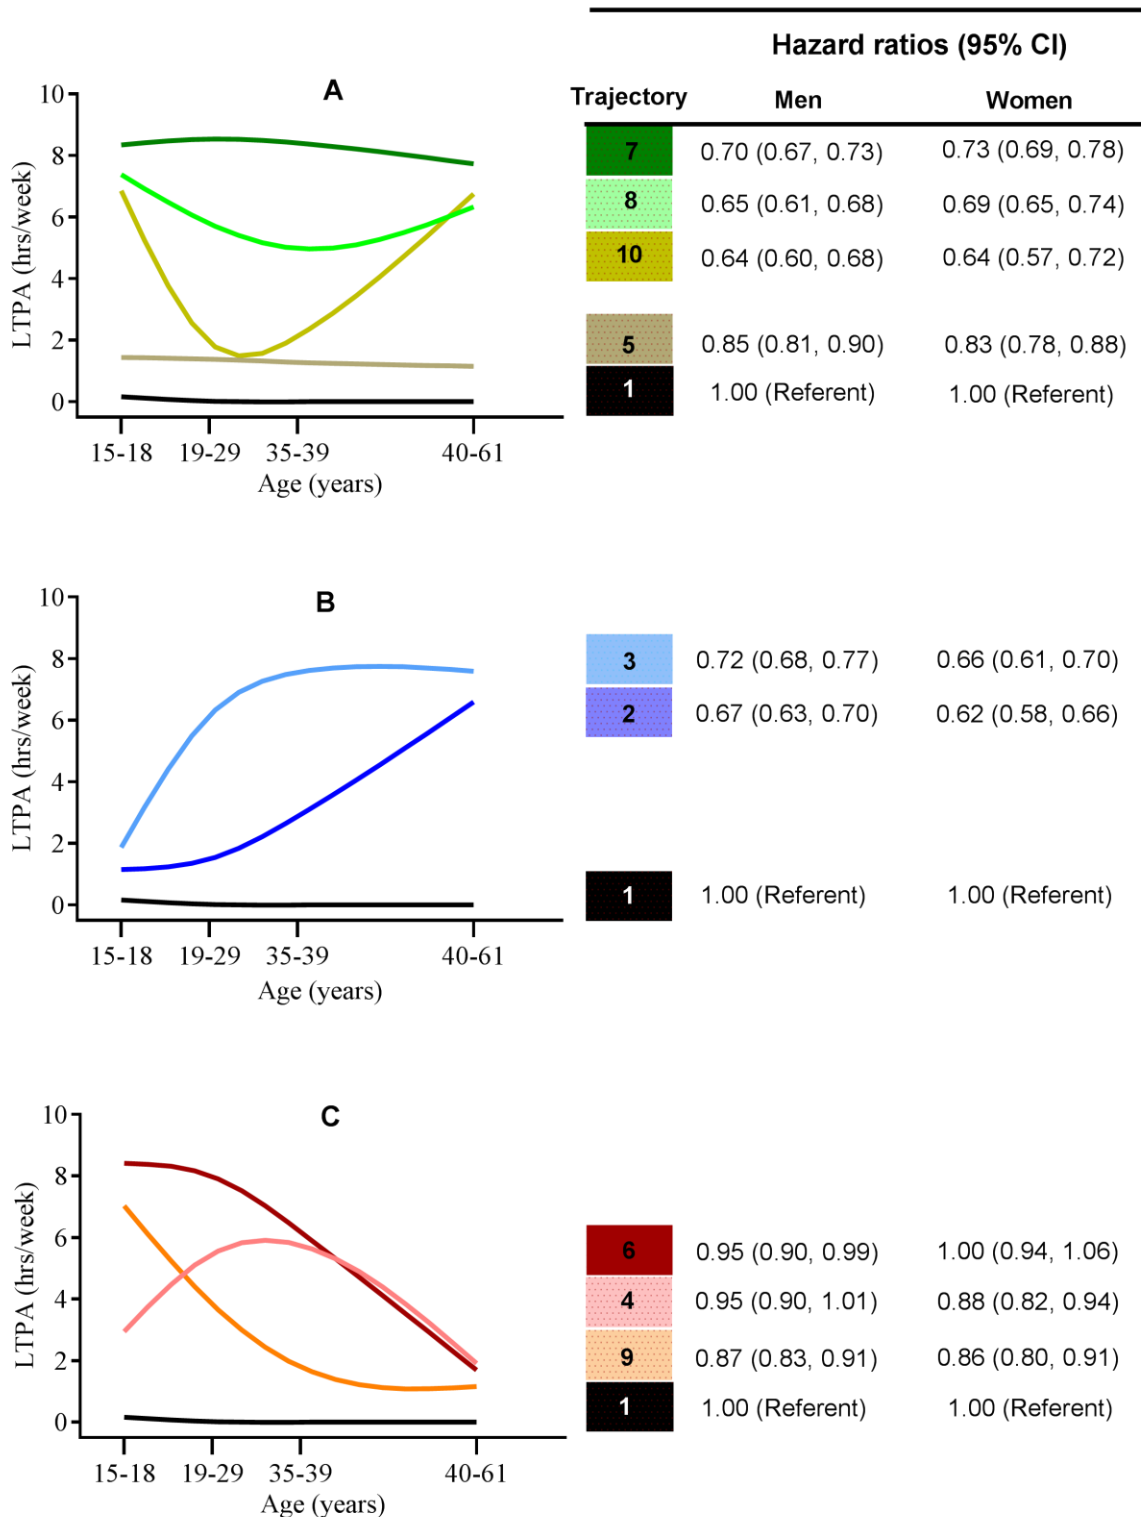 Hazard ratios (95% CI)
Trajectory Men Women
A
LTPA (hrs/week)
10
8
6
4
2
0
15-18 19-29 35-39 40-61
Age (years)
7 0.70 (0.67, 0.73) 0.73 (0.69, 0.78)
8 0.65 (0.61, 0.68) 0.69 (0.65, 0.74)
10 0.64 (0.60, 0.68) 0.64 (0.57, 0.72)
5 0.85 (0.81, 0.90) 0.83 (0.78, 0.88)
1 1.00 (Referent) 1.00 (Referent)
B
LTPA (hrs/week)
10
8
6
4
2
0
15-18 19-29 35-39 40-61
Age (years)
3 0.72 (0.68, 0.77) 0.66 (0.61, 0.70)
2 0.67 (0.63, 0.70) 0.62 (0.58, 0.66)
1 1.00 (Referent) 1.00 (Referent)
C
LTPA (hrs/week)
10
8
6
4
2
0
15-18 19-29 35-39 40-61
Age (years)
6 0.95 (0.90, 0.99) 1.00 (0.94, 1.06)
4 0.95 (0.90, 1.01) 0.88 (0.82, 0.94)
9 0.87 (0.83, 0.91) 0.86 (0.80, 0.91)
1 1.00 (Referent) 1.00 (Referent)